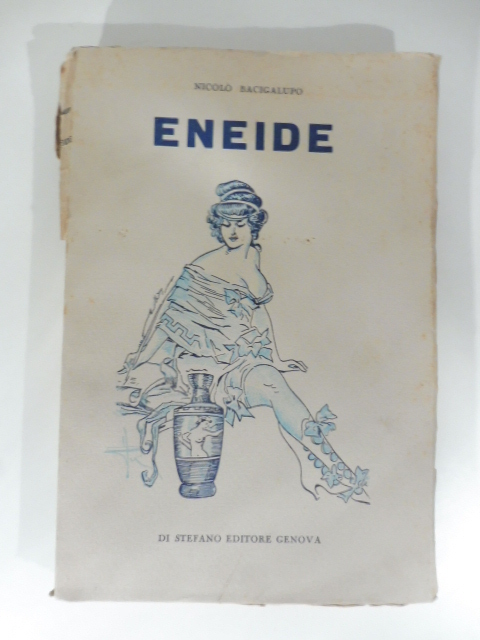 NICOLÒ BACIGALUPO
ENEIDE
DI STEFANO EDITORE GENOVA